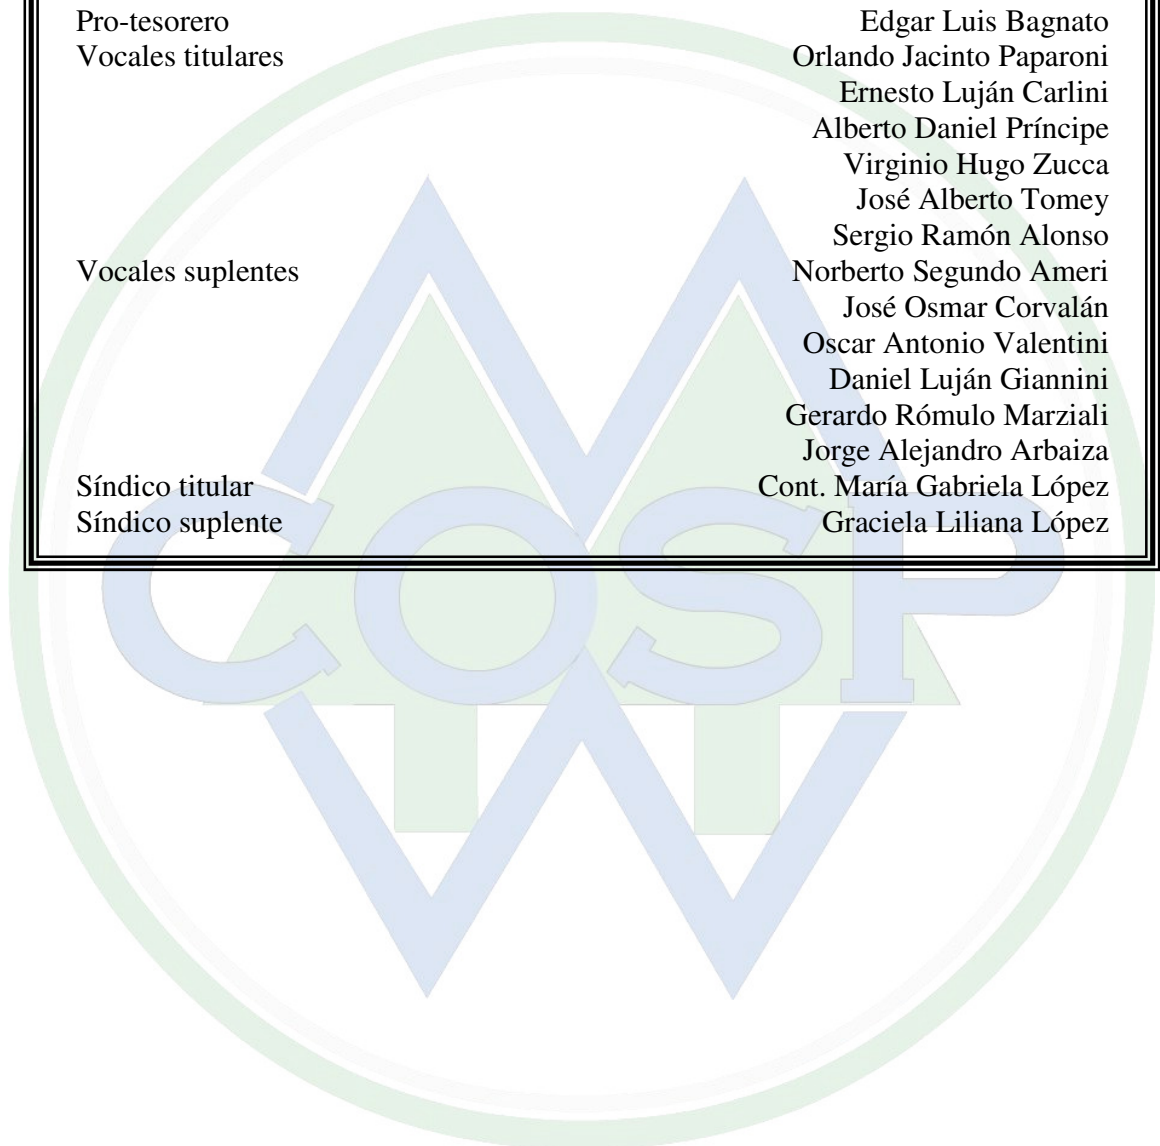 Pro-tesorero Edgar Luis Bagnato
Vocales titulares Orlando Jacinto Paparoni
Ernesto Luján Carlini
Alberto Daniel Príncipe
Virginio Hugo Zucca
José Alberto Tomey
Sergio Ramón Alonso
Vocales suplentes Norberto Segundo Ameri
José Osmar Corvalán
Oscar Antonio Valentini
Daniel Luján Giannini
Gerardo Rómulo Marziali
Jorge Alejandro Arbaiza
Síndico titular Cont. María Gabriela López
Síndico suplente Graciela Liliana López
COSP